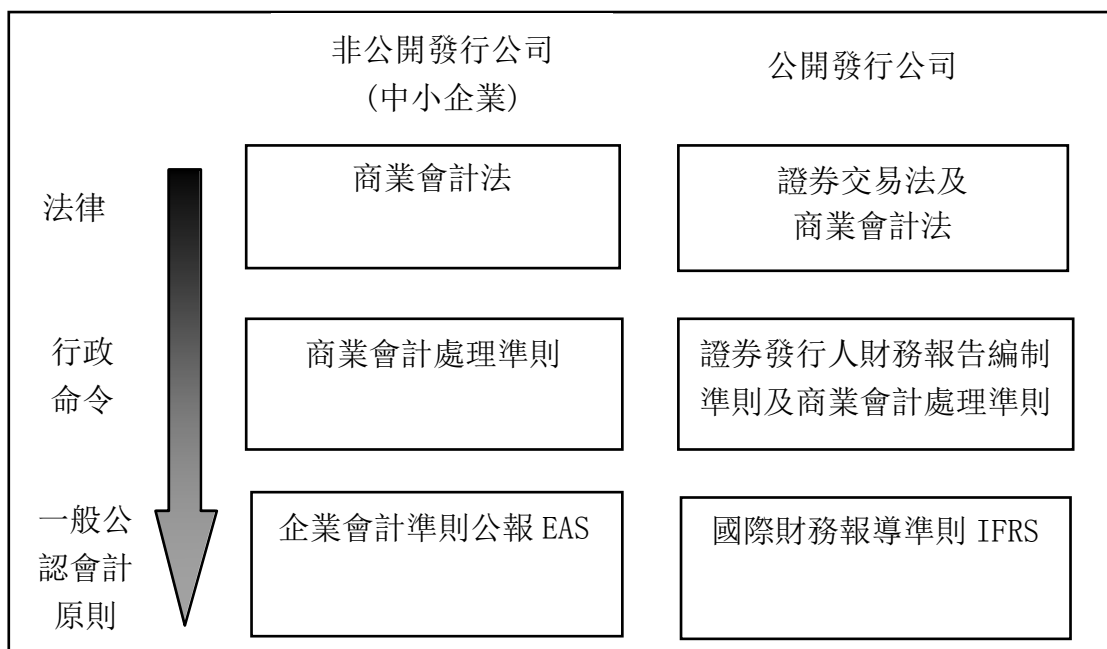 非公開發行公司
(中小企業)
公開發行公司
法律
商業會計法
證券交易法及
商業會計法
行政
命令
商業會計處理準則
證券發行人財務報告編制
準則及商業會計處理準則
一般公
認會計
原則
企業會計準則公報 EAS
國際財務報導準則 IFRS